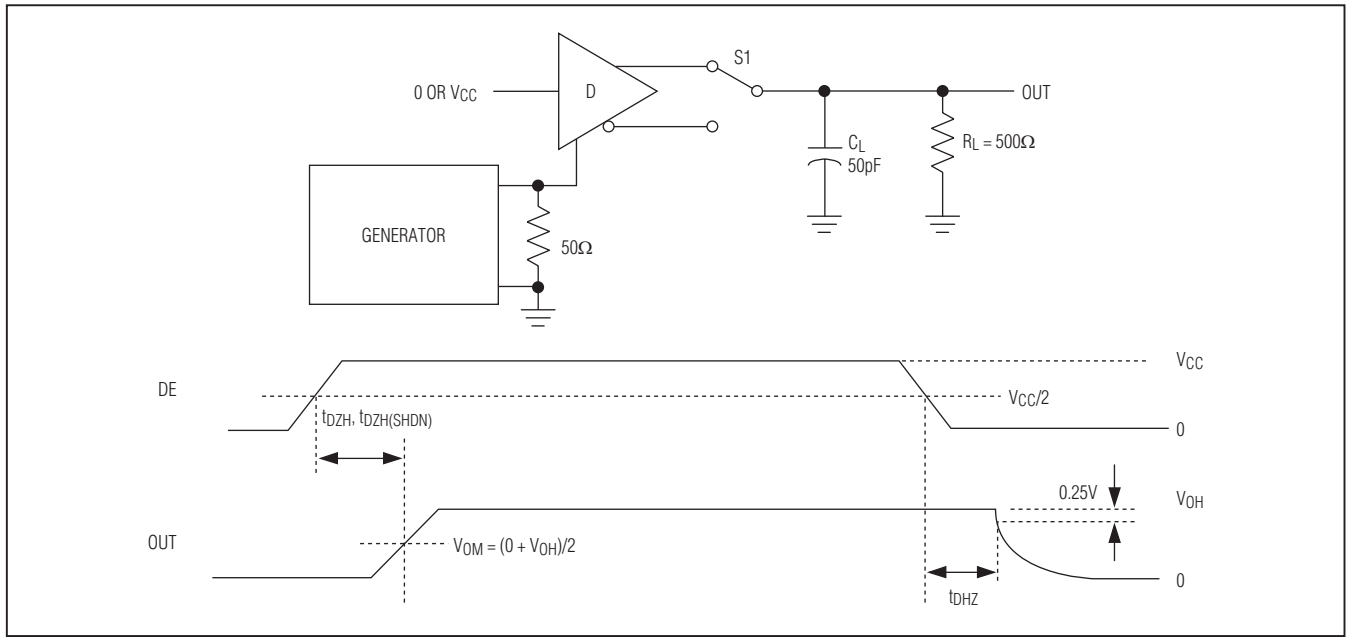 S1
0 OR VCC
D
OUT
CL
50pF
RL = 500Ω
GENERATOR
50Ω
VCC
DE
VCC/2
tDZH, tDZH(SHDN)
0
0.25V
VOH
OUT
VOM = (0 + VOH)/2
0
tDHZ